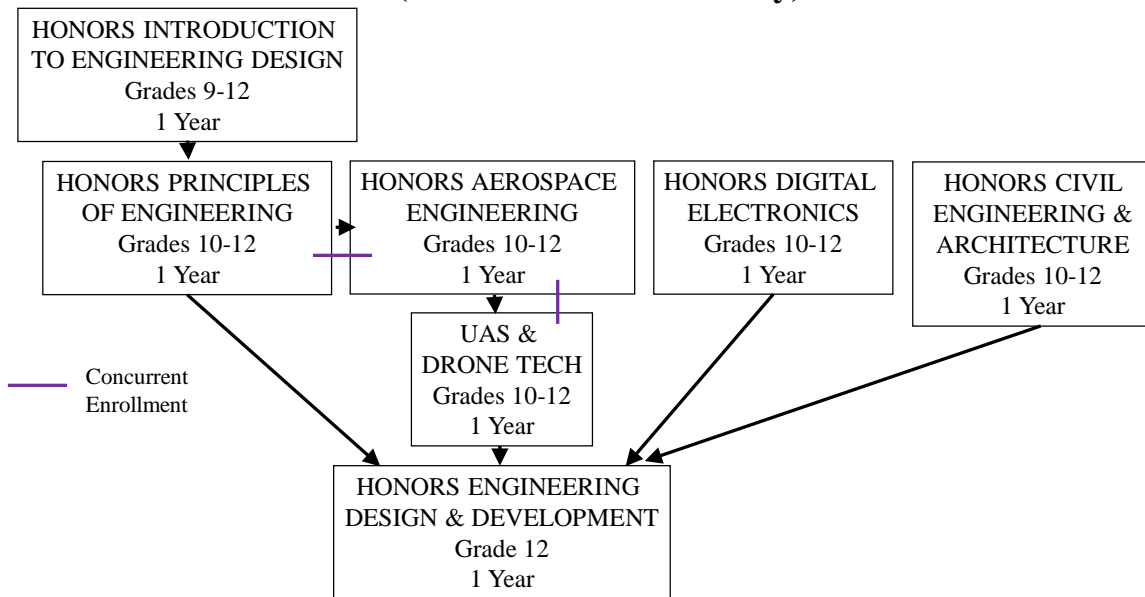 HONORS INTRODUCTION
TO ENGINEERING DESIGN
Grades 9-12
1 Year
HONORS PRINCIPLES
OF ENGINEERING
Grades 10-12
1 Year
HONORS AEROSPACE
ENGINEERING
Grades 10-12
1 Year
HONORS DIGITAL
ELECTRONICS
Grades 10-12
1 Year
HONORS CIVIL
ENGINEERING &
ARCHITECTURE
Grades 10-12
1 Year
UAS &
DRONE TECH
Grades 10-12
1 Year
Concurrent
Enrollment
HONORS ENGINEERING
DESIGN & DEVELOPMENT
Grade 12
1 Year